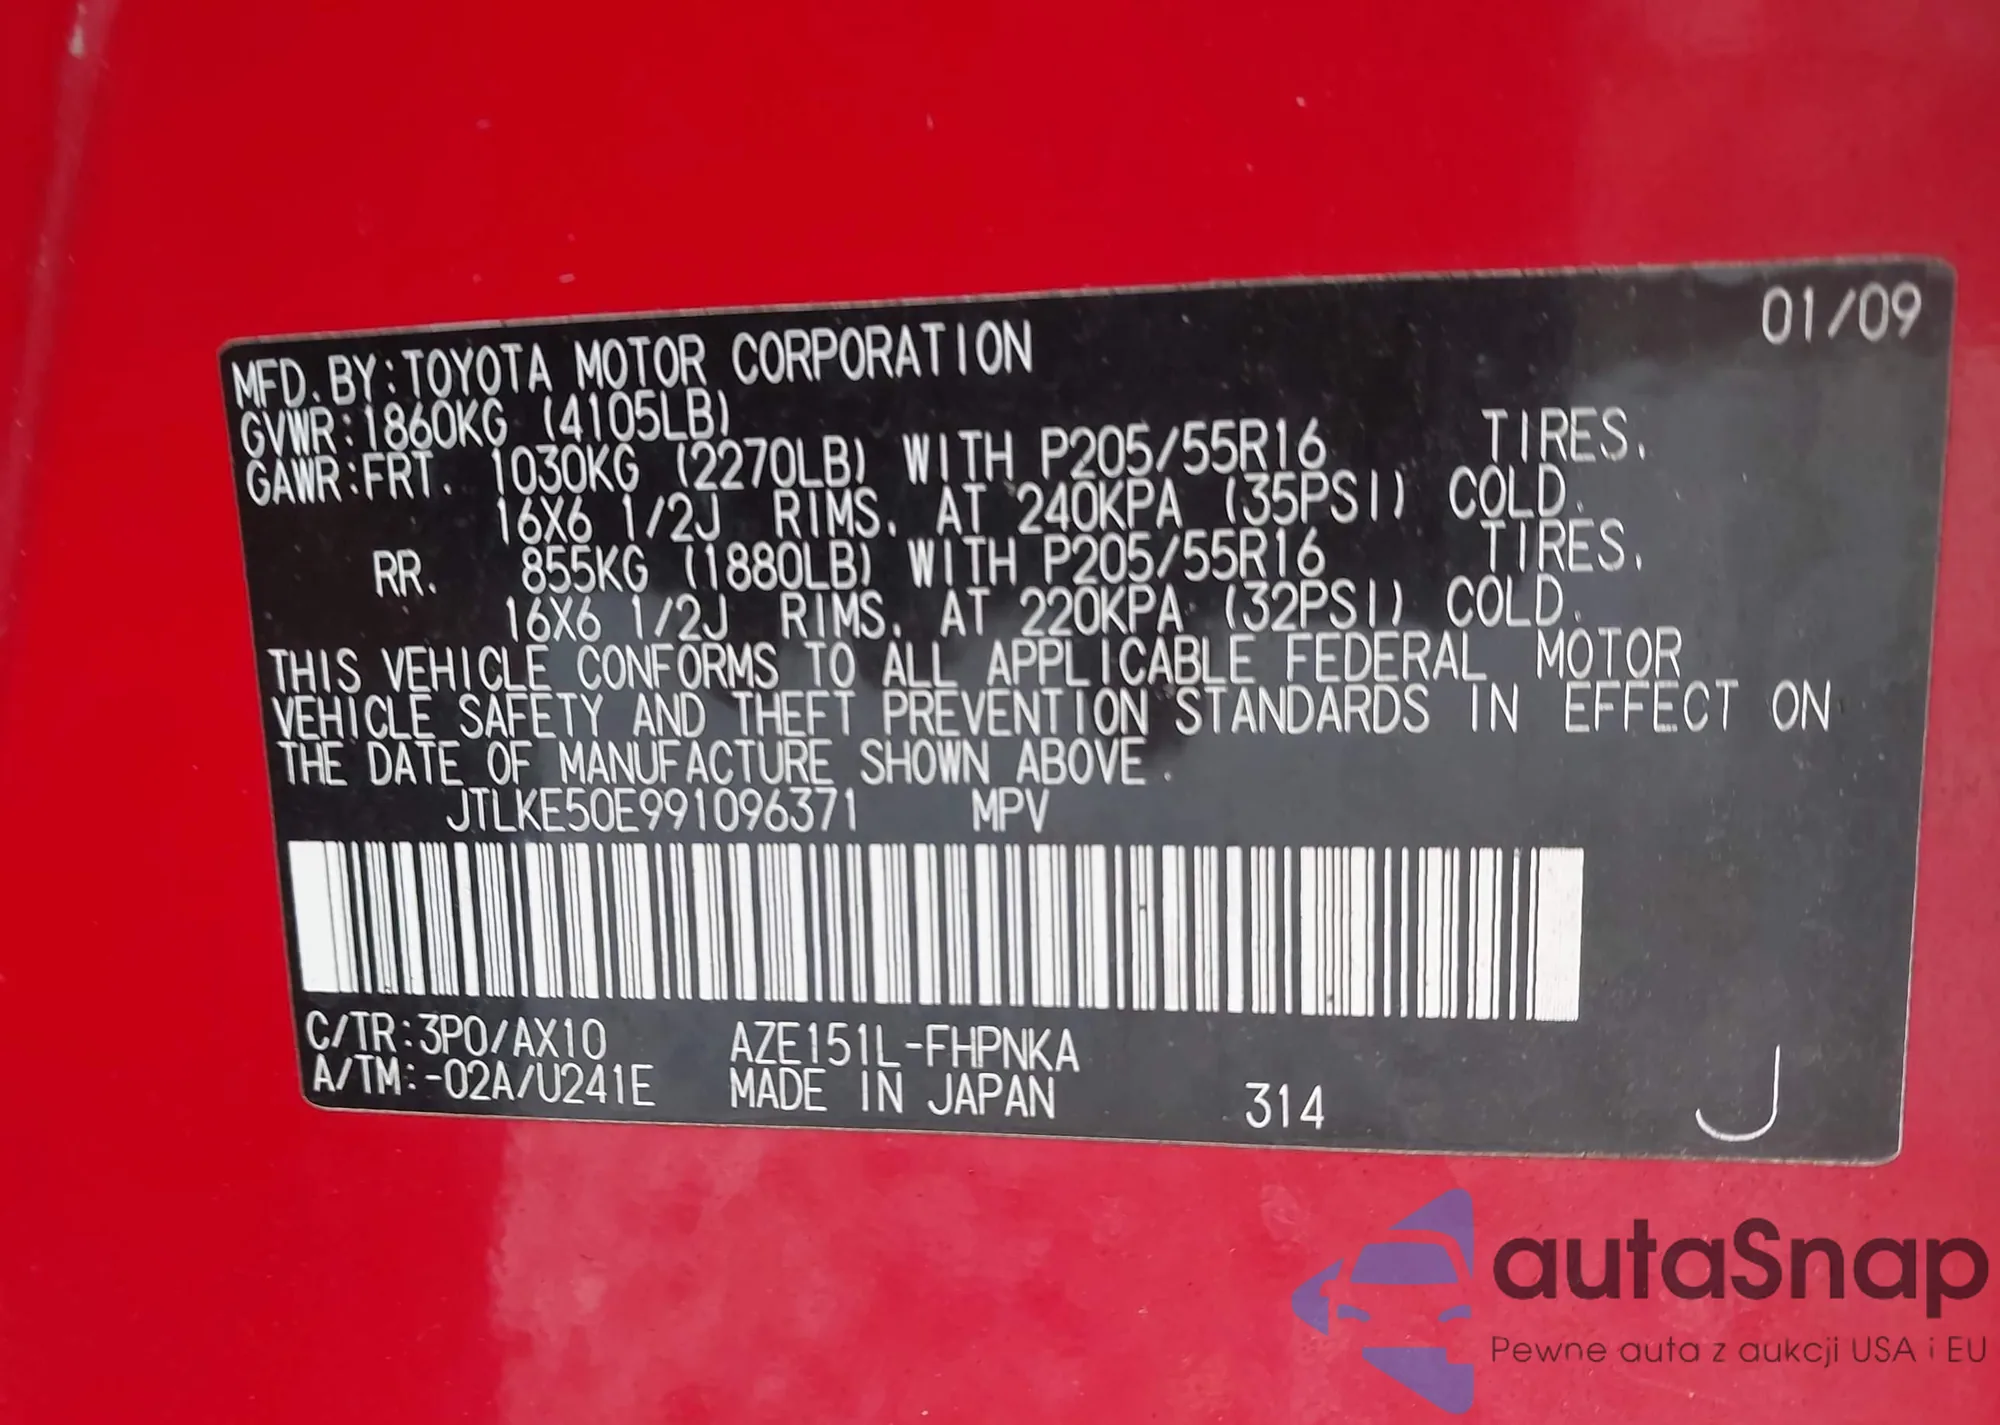 01/09
MFD. BY: TOYOTA MOTOR CORPORATION
GVWR: 1860KG (4105LB)
GAWR: FRT. 1030KG (2270LB) WITH P205/55R16 TIRES.
16X6 1/2J RIMS. AT 240KPA (35PSI) COLD.
RR. 855KG (1880LB) WITH P205/55R16 TIRES.
16X6 1/2J RIMS. AT 220KPA (32PSI) COLD.
THIS VEHICLE CONFORMS TO ALL APPLICABLE FEDERAL MOTOR
VEHICLE SAFETY AND THEFT PREVENTION STANDARDS IN EFFECT ON
THE DATE OF MANUFACTURE SHOWN ABOVE.
JTLKE50E991096371 MPV
C/TR: 3P0/AX10 AZE151L-FHPNKA
A/TM: -02A/U241E MADE IN JAPAN 314 J
autaSnap
Pewne auta z aukcji USA i EU